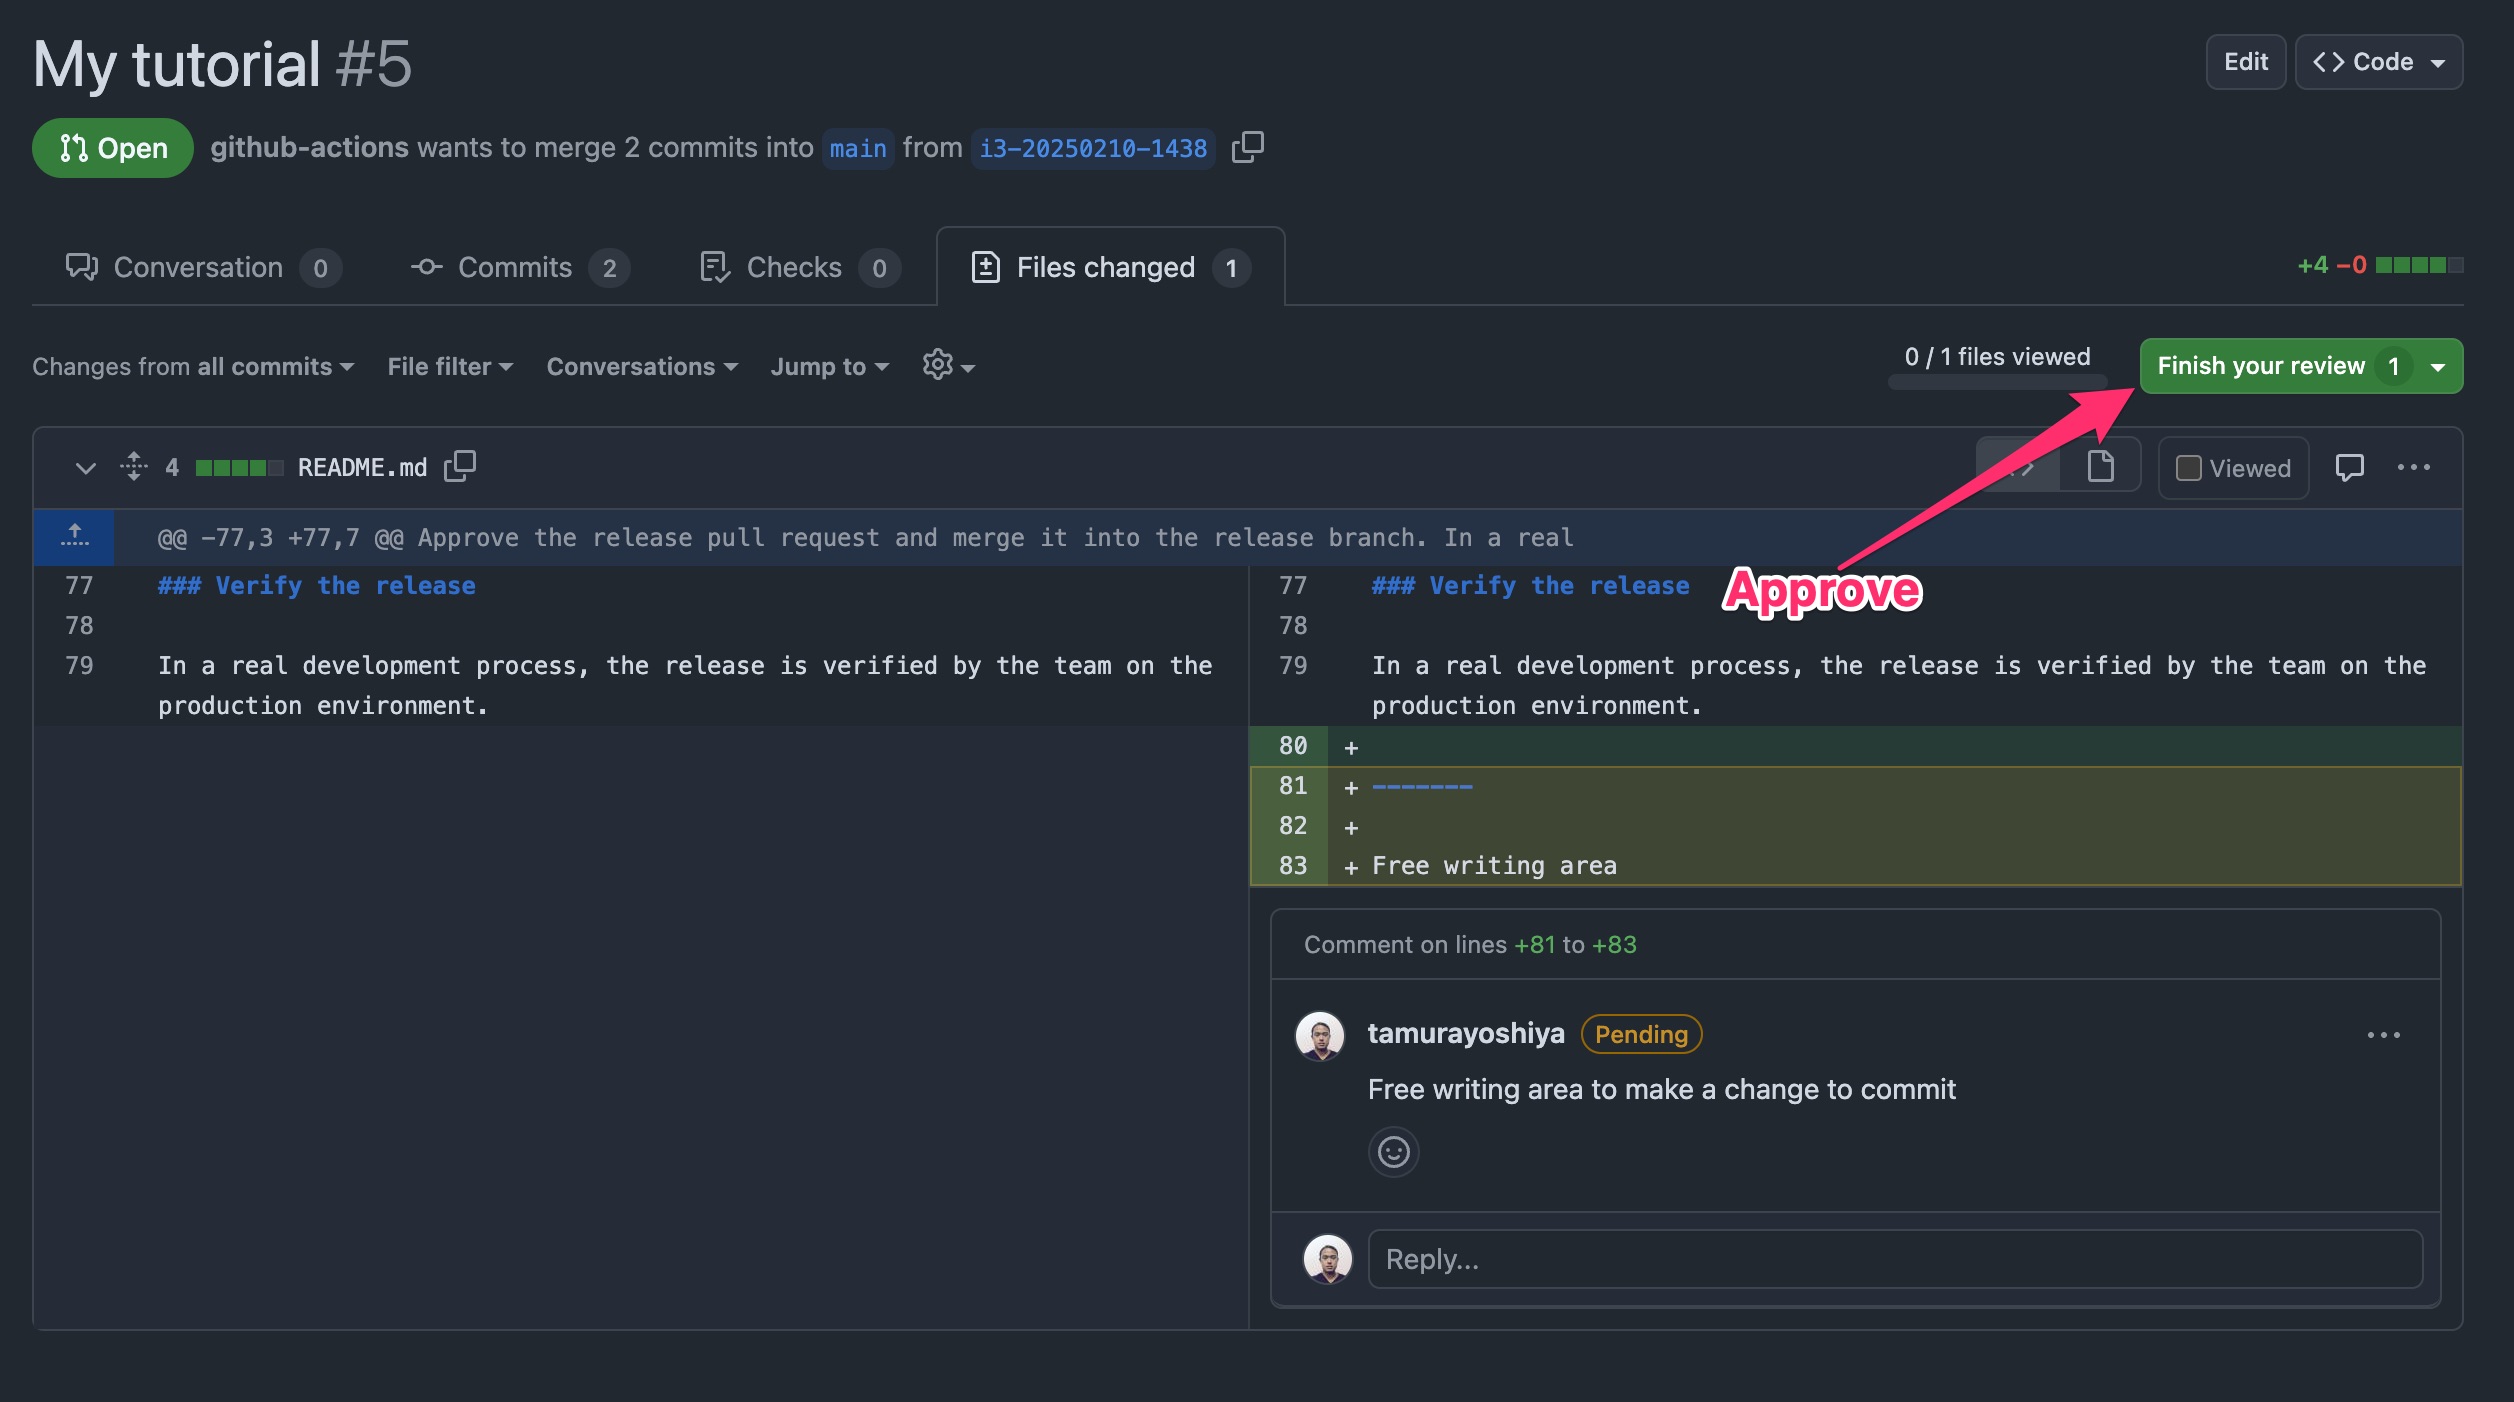 My tutorial #5
Edit
<> Code
Open
github-actions wants to merge 2 commits into main from i3-20250210-1438
Conversation 0
Commits 2
Checks 0
Files changed 1
+4 −0
Changes from all commits
File filter
Conversations
Jump to
0 / 1 files viewed
Finish your review 1
4
README.md
Viewed
@@ -77,3 +77,7 @@ Approve the release pull request and merge it into the release branch. In a real
77 ### Verify the release
78
79 In a real development process, the release is verified by the team on the
production environment.
77 ### Verify the release
Approve
78
79 In a real development process, the release is verified by the team on the
production environment.
80 +
81 + -------
82 +
83 + Free writing area
Comment on lines +81 to +83
tamurayoshiya Pending
Free writing area to make a change to commit
Reply...